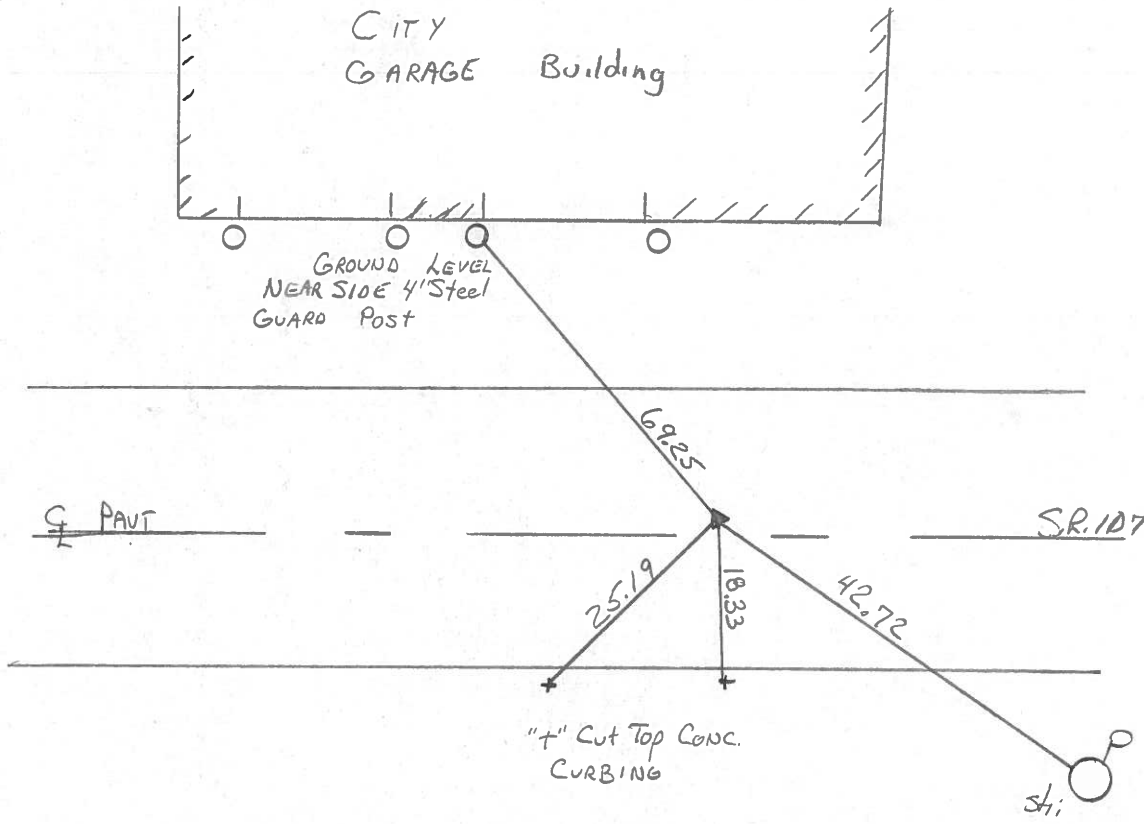 CITY
GARAGE Building
GROUND LEVEL
NEAR SIDE 4" Steel
GUARD Post
69.25
℄ PAVT
S.R. 107
25.19
18.33
42.72
"+" Cut Top CONC.
CURBING